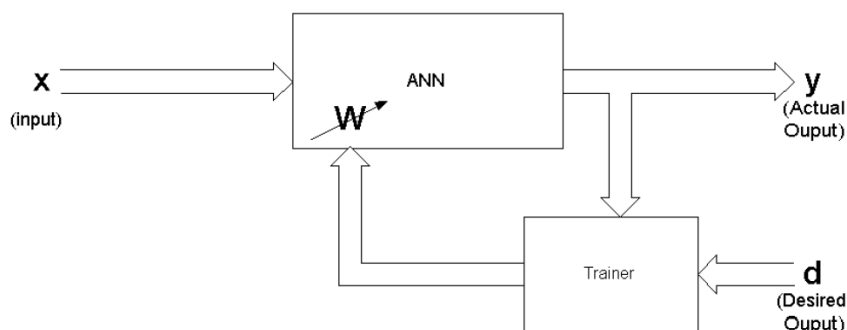 ANN
x
(input)
W
y
(Actual
Ouput)
Trainer
d
(Desired
Ouput)